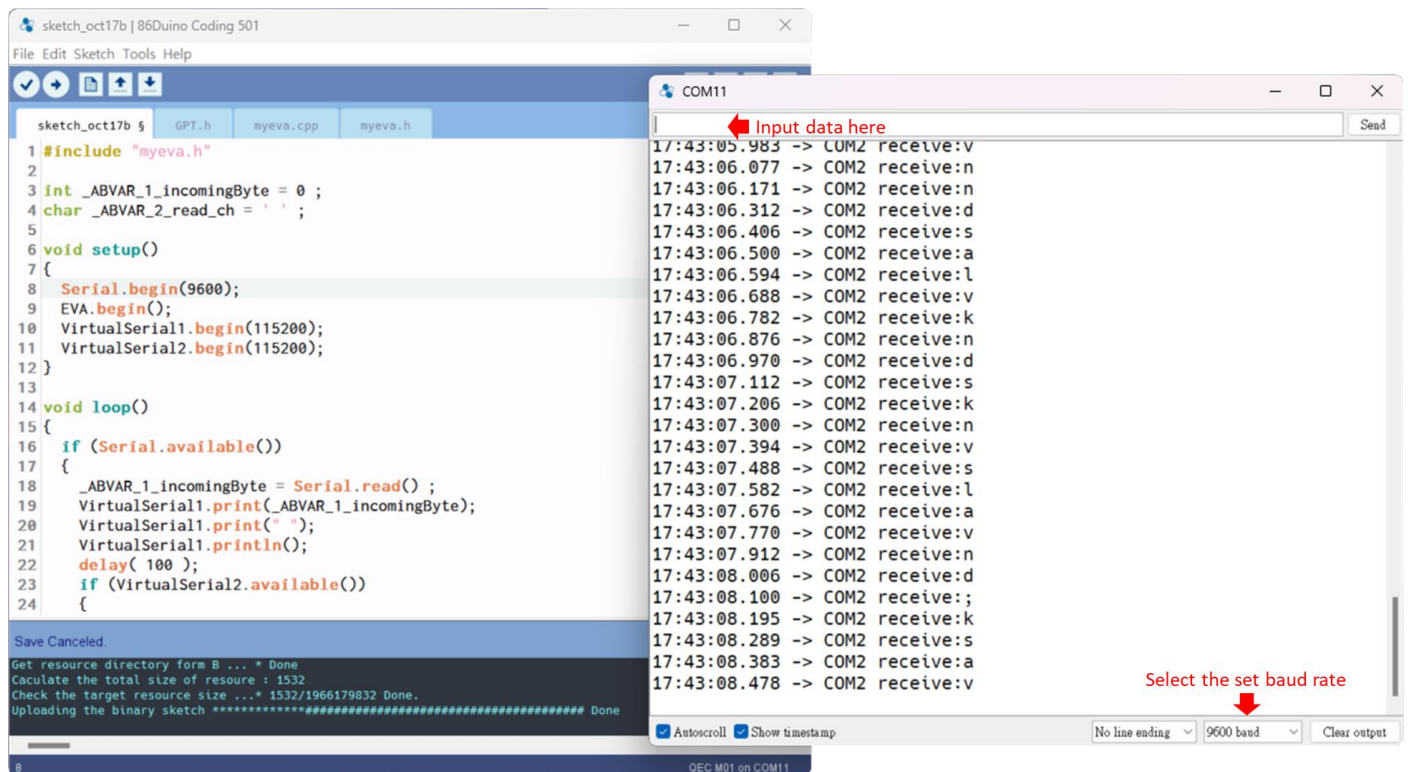 sketch_oct17b | 86Duino Coding 501
File Edit Sketch Tools Help
sketch_oct17b § GPT.h myeva.cpp myeva.h
1 #include "myeva.h"
2
3 int _ABVAR_1_incomingByte = 0 ;
4 char _ABVAR_2_read_ch = ' ' ;
5
6 void setup()
7 {
8 Serial.begin(9600);
9 EVA.begin();
10 VirtualSerial1.begin(115200);
11 VirtualSerial2.begin(115200);
12 }
13
14 void loop()
15 {
16 if (Serial.available())
17 {
18 _ABVAR_1_incomingByte = Serial.read() ;
19 VirtualSerial1.print(_ABVAR_1_incomingByte);
20 VirtualSerial1.print(" ");
21 VirtualSerial1.println();
22 delay( 100 );
23 if (VirtualSerial2.available())
24 {
Save Canceled.
Get resource directory form B ... * Done
Caculate the total size of resoure : 1532
Check the target resource size ...* 1532/1966179832 Done.
Uploading the binary sketch *************####################################### Done
8 QEC M01 on COM11
COM11
Input data here
Send
17:43:05.983 -> COM2 receive:v
17:43:06.077 -> COM2 receive:n
17:43:06.171 -> COM2 receive:n
17:43:06.312 -> COM2 receive:d
17:43:06.406 -> COM2 receive:s
17:43:06.500 -> COM2 receive:a
17:43:06.594 -> COM2 receive:l
17:43:06.688 -> COM2 receive:v
17:43:06.782 -> COM2 receive:k
17:43:06.876 -> COM2 receive:n
17:43:06.970 -> COM2 receive:d
17:43:07.112 -> COM2 receive:s
17:43:07.206 -> COM2 receive:k
17:43:07.300 -> COM2 receive:n
17:43:07.394 -> COM2 receive:v
17:43:07.488 -> COM2 receive:s
17:43:07.582 -> COM2 receive:l
17:43:07.676 -> COM2 receive:a
17:43:07.770 -> COM2 receive:v
17:43:07.912 -> COM2 receive:n
17:43:08.006 -> COM2 receive:d
17:43:08.100 -> COM2 receive:;
17:43:08.195 -> COM2 receive:k
17:43:08.289 -> COM2 receive:s
17:43:08.383 -> COM2 receive:a
17:43:08.478 -> COM2 receive:v
Select the set baud rate
Autoscroll Show timestamp No line ending 9600 baud Clear output